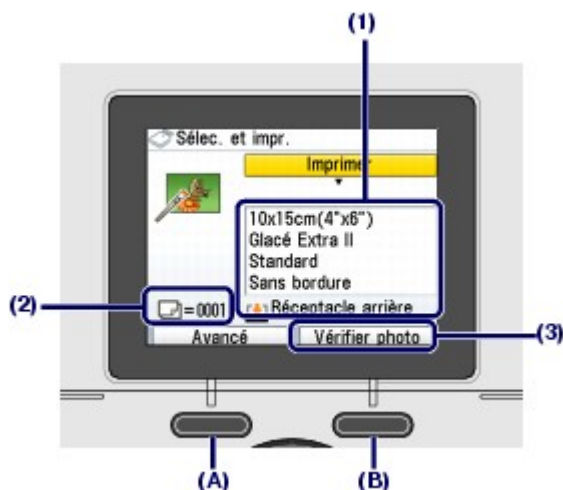 (1)
Sélec. et impr.
Imprimer
10x15cm(4"x6")
Glacé Extra II
Standard
Sans bordure
(2)
=0001
Réceptacle arrière
(3)
Avancé
Vérifier photo
(A)
(B)